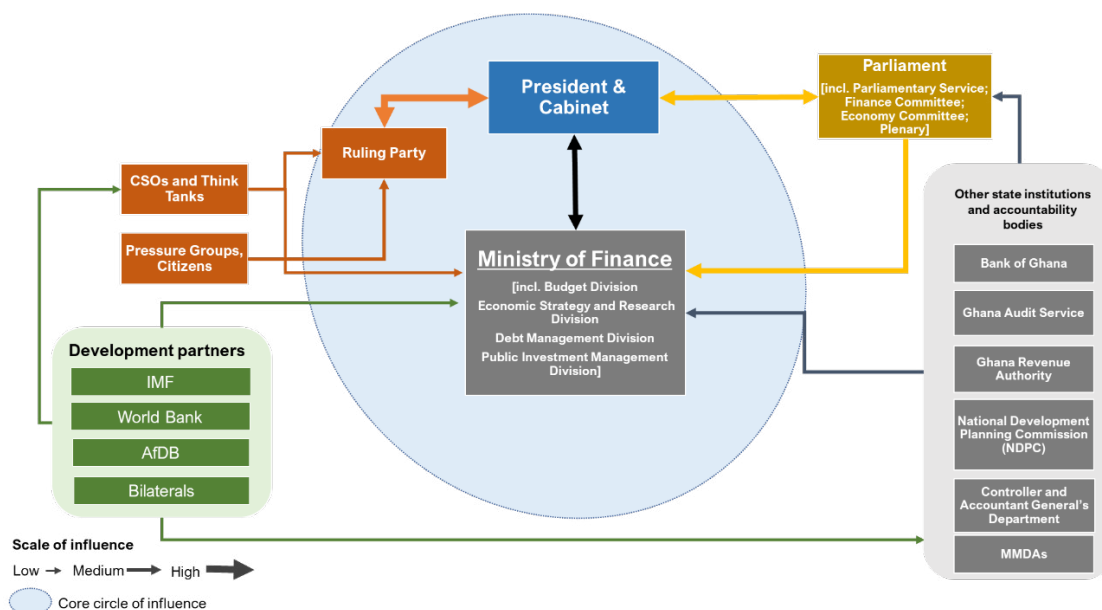 President &
Cabinet
Parliament
[incl. Parliamentary Service;
Finance Committee;
Economy Committee;
Plenary]
Ruling Party
CSOs and Think
Tanks
Pressure Groups,
Citizens
Ministry of Finance
[incl. Budget Division
Economic Strategy and Research
Division
Debt Management Division
Public Investment Management
Division]
Other state institutions
and accountability
bodies
Bank of Ghana
Ghana Audit Service
Ghana Revenue
Authority
National Development
Planning Commission
(NDPC)
Controller and
Accountant General's
Department
MMDAs
Development partners
IMF
World Bank
AfDB
Bilaterals
Scale of influence
Low Medium High
Core circle of influence